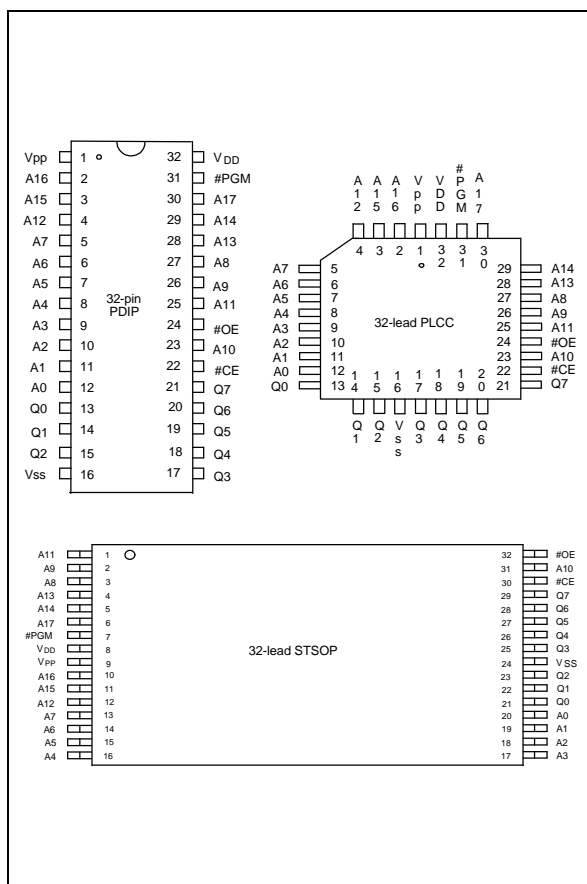 Vpp 1 32 VDD
A16 2 31 #PGM
A15 3 30 A17
A12 4 29 A14
A7 5 28 A13
A6 6 27 A8
A5 7 26 A9
A4 8 25 A11
A3 9 24 #OE
A2 10 23 A10
A1 11 22 #CE
A0 12 21 Q7
Q0 13 20 Q6
Q1 14 19 Q5
Q2 15 18 Q4
Vss 16 17 Q3
32-pin
PDIP
A12 A15 A16 Vpp VDD #PGM A17
4 3 2 1 32 31 30
A7 5 29 A14
A6 6 28 A13
A5 7 27 A8
A4 8 26 A9
A3 9 25 A11
A2 10 24 #OE
A1 11 23 A10
A0 12 22 #CE
Q0 13 21 Q7
32-lead PLCC
14 15 16 17 18 19 20
Q1 Q2 Vss Q3 Q4 Q5 Q6
A11 1 32 #OE
A9 2 31 A10
A8 3 30 #CE
A13 4 29 Q7
A14 5 28 Q6
A17 6 27 Q5
#PGM 7 26 Q4
VDD 8 25 Q3
VPP 9 24 VSS
A16 10 23 Q2
A15 11 22 Q1
A12 12 21 Q0
A7 13 20 A0
A6 14 19 A1
A5 15 18 A2
A4 16 17 A3
32-lead STSOP